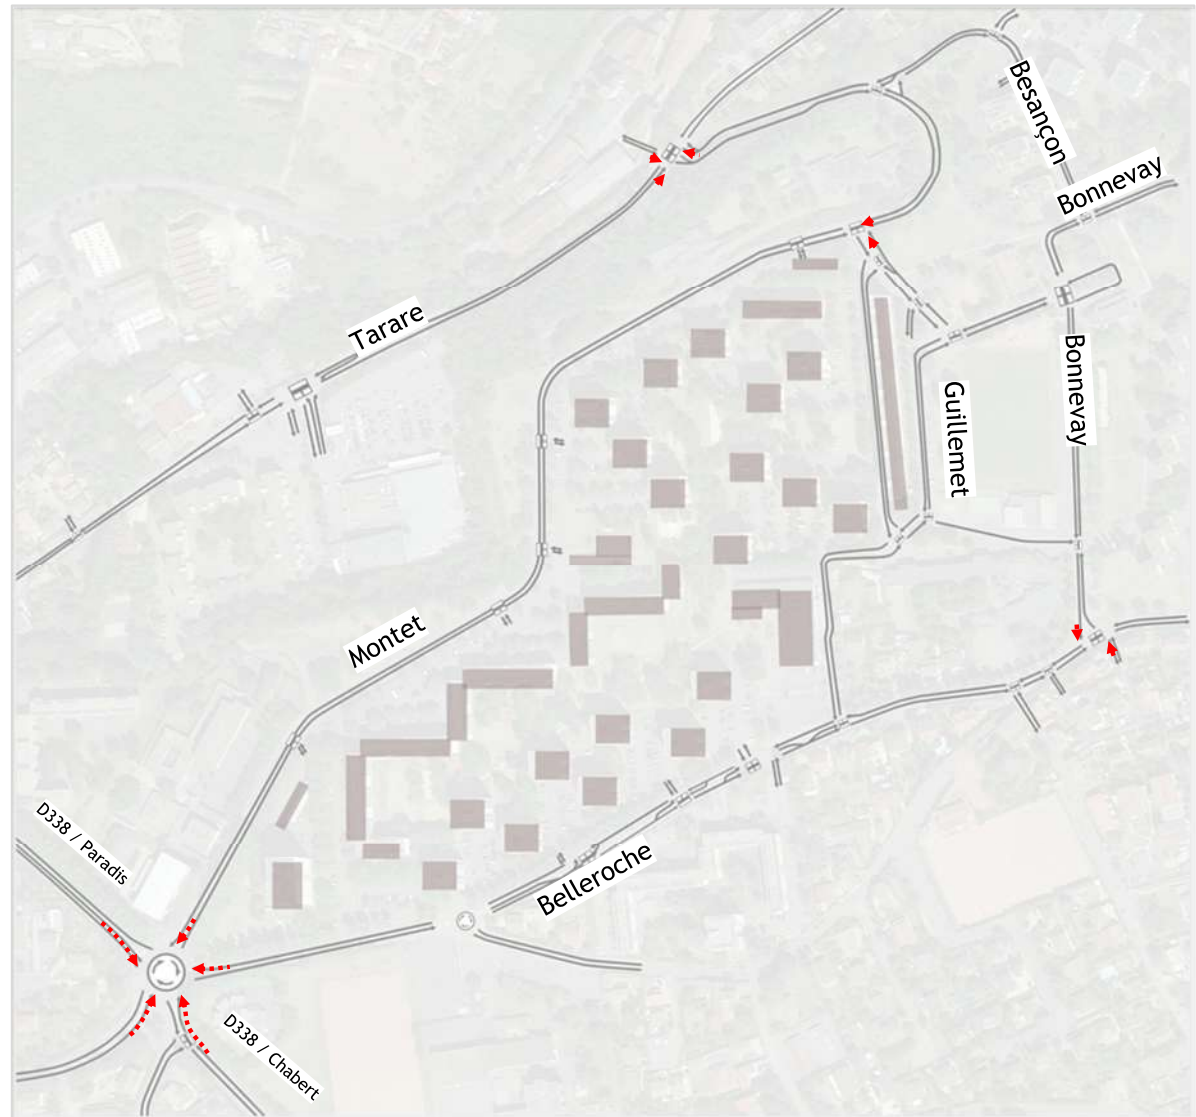 Besançon
Bonnevay
Tarare
Bonnevay
Guillemet
Montet
D338 / Paradis
Belleroche
D338 / Chabert